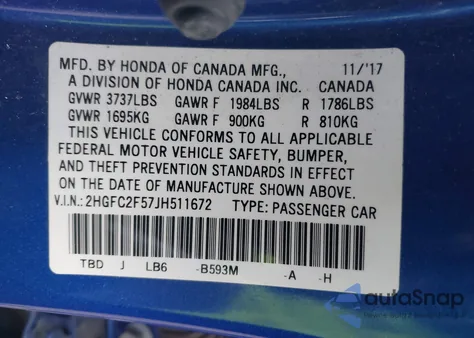 MFD. BY HONDA OF CANADA MFG., 11/'17
A DIVISION OF HONDA CANADA INC. CANADA
GVWR 3737LBS GAWR F 1984LBS R 1786LBS
GVWR 1695KG GAWR F 900KG R 810KG
THIS VEHICLE CONFORMS TO ALL APPLICABLE
FEDERAL MOTOR VEHICLE SAFETY, BUMPER,
AND THEFT PREVENTION STANDARDS IN EFFECT
ON THE DATE OF MANUFACTURE SHOWN ABOVE.
V.I.N.: 2HGFC2F57JH511672 TYPE: PASSENGER CAR
TBD J LB6 -B593M -A -H
autoSnap